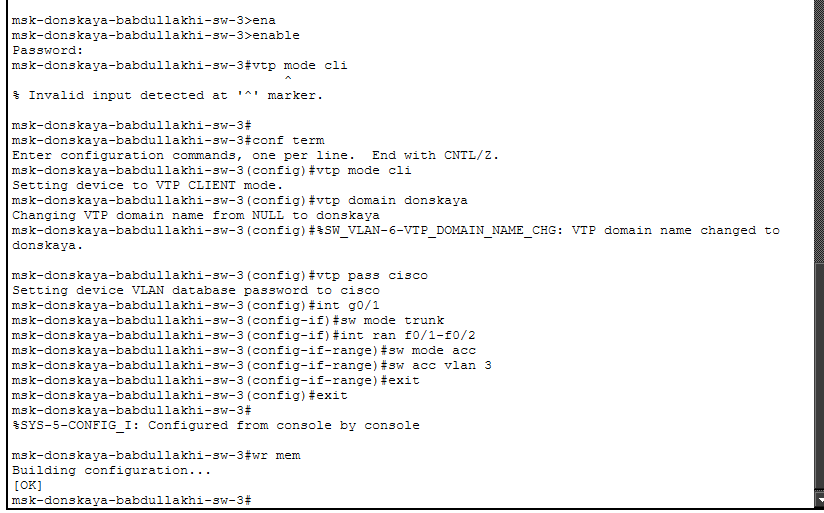 msk-donskaya-babdullakhi-sw-3>ena
msk-donskaya-babdullakhi-sw-3>enable
Password:
msk-donskaya-babdullakhi-sw-3#vtp mode cli
^
% Invalid input detected at '^' marker.
msk-donskaya-babdullakhi-sw-3#
msk-donskaya-babdullakhi-sw-3#conf term
Enter configuration commands, one per line.  End with CNTL/Z.
msk-donskaya-babdullakhi-sw-3(config)#vtp mode cli
Setting device to VTP CLIENT mode.
msk-donskaya-babdullakhi-sw-3(config)#vtp domain donskaya
Changing VTP domain name from NULL to donskaya
msk-donskaya-babdullakhi-sw-3(config)#%SW_VLAN-6-VTP_DOMAIN_NAME_CHG: VTP domain name changed to
donskaya.
msk-donskaya-babdullakhi-sw-3(config)#vtp pass cisco
Setting device VLAN database password to cisco
msk-donskaya-babdullakhi-sw-3(config)#int g0/1
msk-donskaya-babdullakhi-sw-3(config-if)#sw mode trunk
msk-donskaya-babdullakhi-sw-3(config-if)#int ran f0/1-f0/2
msk-donskaya-babdullakhi-sw-3(config-if-range)#sw mode acc
msk-donskaya-babdullakhi-sw-3(config-if-range)#sw acc vlan 3
msk-donskaya-babdullakhi-sw-3(config-if-range)#exit
msk-donskaya-babdullakhi-sw-3(config)#exit
msk-donskaya-babdullakhi-sw-3#
%SYS-5-CONFIG_I: Configured from console by console
msk-donskaya-babdullakhi-sw-3#wr mem
Building configuration...
[OK]
msk-donskaya-babdullakhi-sw-3#